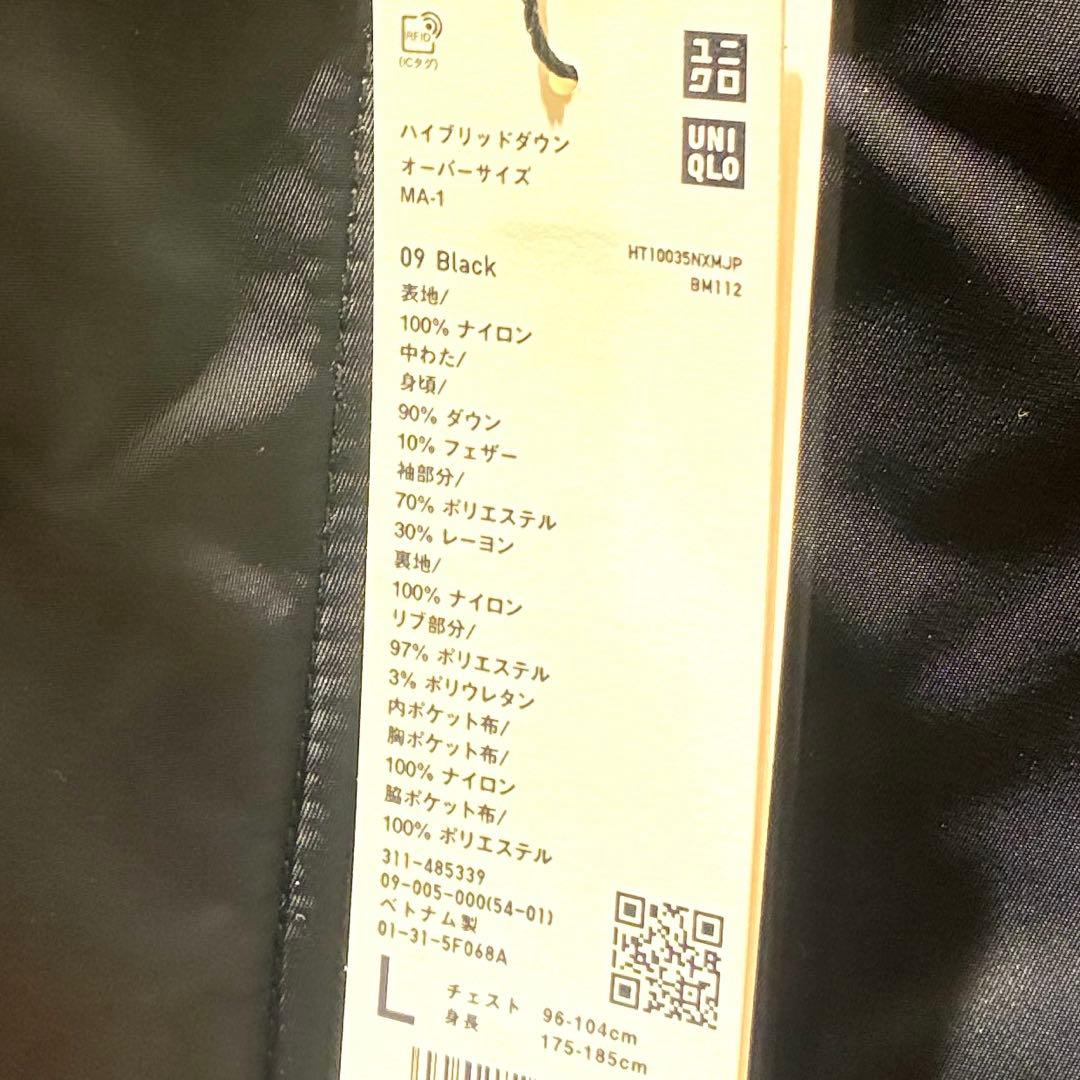 RFID
(ICタグ)
ユニ
クロ
UNI
QLO
ハイブリッドダウン
オーバーサイズ
MA-1
09 Black
HT10035NXMJP
BM112
表地/
100% ナイロン
中わた/
身頃/
90% ダウン
10% フェザー
袖部分/
70% ポリエステル
30% レーヨン
裏地/
100% ナイロン
リブ部分/
97% ポリエステル
3% ポリウレタン
内ポケット布/
胸ポケット布/
100% ナイロン
脇ポケット布/
100% ポリエステル
311-485339
09-005-000(54-01)
ベトナム製
01-31-5F068A
L
チェスト 96-104cm
身長 175-185cm